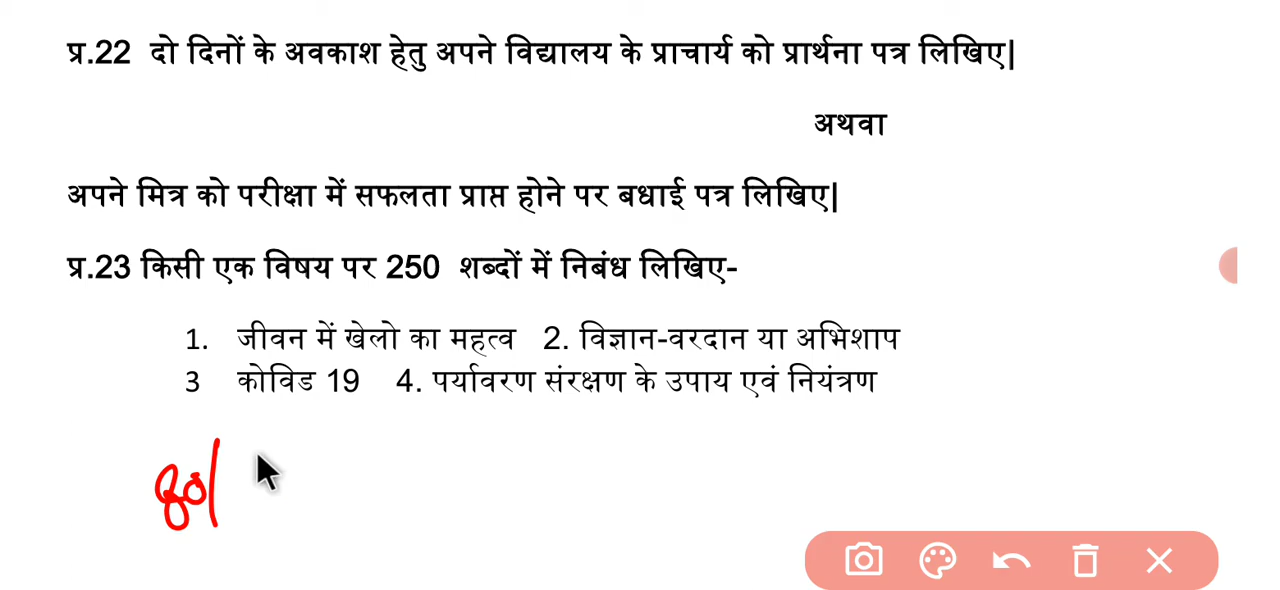 प्र.22 दो दिनों के अवकाश हेतु अपने विद्यालय के प्राचार्य को प्रार्थना पत्र लिखिए|
अथवा
अपने मित्र को परीक्षा में सफलता प्राप्त होने पर बधाई पत्र लिखिए|
प्र.23 किसी एक विषय पर 250 शब्दों में निबंध लिखिए-
1. जीवन में खेलो का महत्व 2. विज्ञान-वरदान या अभिशाप
3 कोविड 19 4. पर्यावरण संरक्षण के उपाय एवं नियंत्रण
80/